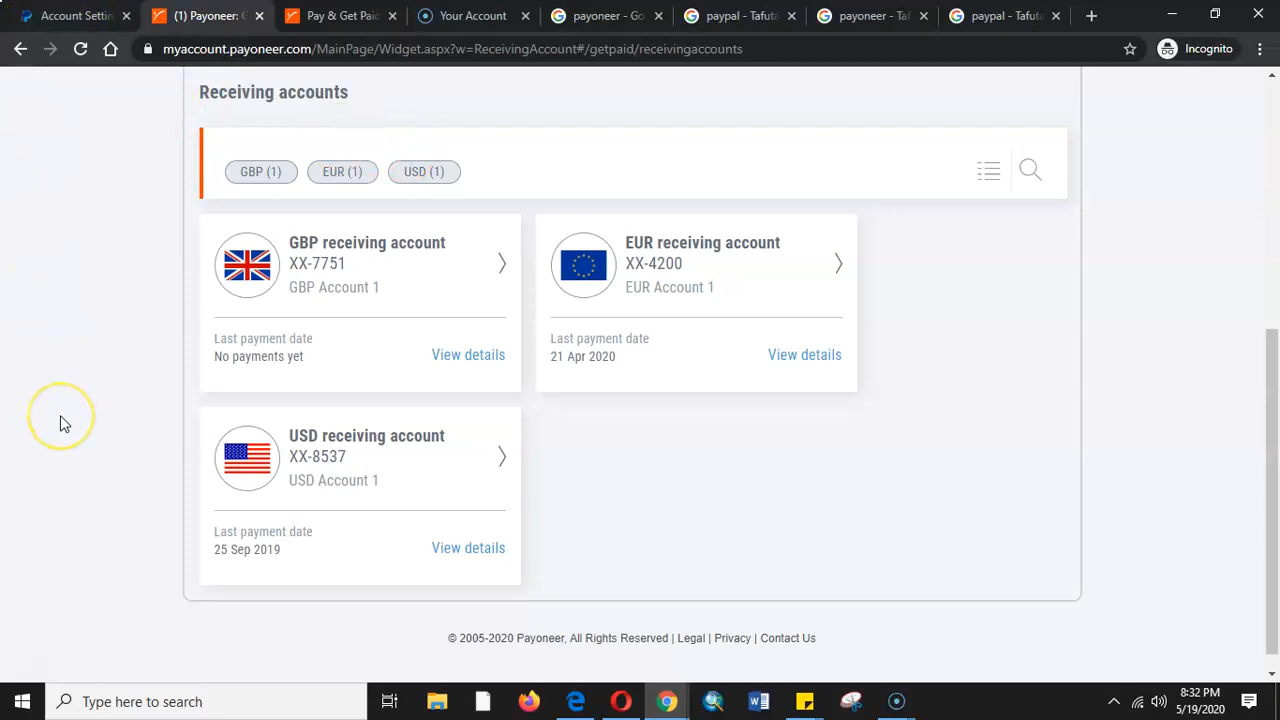 Account Settin
(1) Payoneer: G
Pay & Get Paid
Your Account
payoneer - Go
paypal - Tafuta
payoneer - Taf
paypal - Tafuta
myaccount.payoneer.com/MainPage/Widget.aspx?w=ReceivingAccount#/getpaid/receivingaccounts
Incognito
Receiving accounts
GBP (1) EUR (1) USD (1)
GBP receiving account
XX-7751
GBP Account 1
Last payment date
No payments yet
View details
EUR receiving account
XX-4200
EUR Account 1
Last payment date
21 Apr 2020
View details
USD receiving account
XX-8537
USD Account 1
Last payment date
25 Sep 2019
View details
© 2005-2020 Payoneer, All Rights Reserved | Legal | Privacy | Contact Us
Type here to search
8:32 PM
5/19/2020